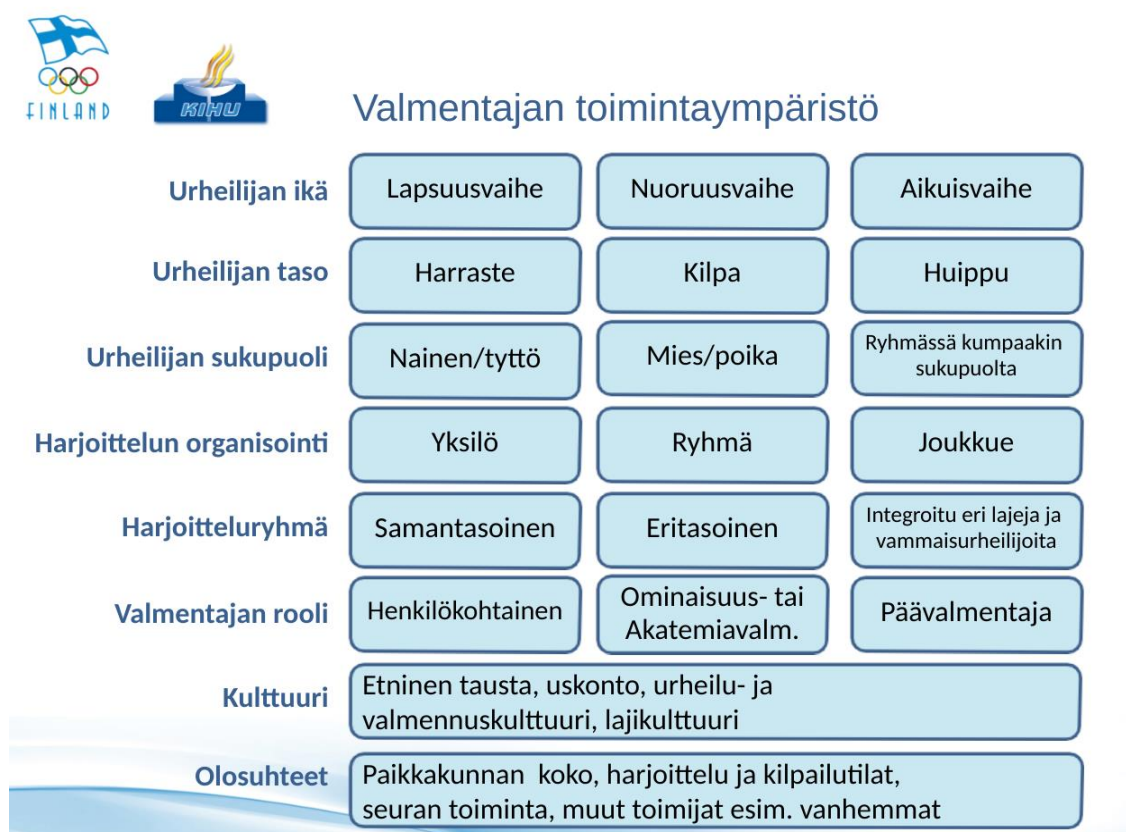 FINLAND
KIHU
Valmentajan toimintaympäristö
Urheilijan ikä
Lapsuusvaihe
Nuoruusvaihe
Aikuisvaihe
Urheilijan taso
Harraste
Kilpa
Huippu
Urheilijan sukupuoli
Nainen/tyttö
Mies/poika
Ryhmässä kumpaakin
sukupuolta
Harjoittelun organisointi
Yksilö
Ryhmä
Joukkue
Harjoitteluryhmä
Samantasoinen
Eritasoinen
Integroitu eri lajeja ja
vammaisurheilijoita
Valmentajan rooli
Henkilökohtainen
Ominaisuus- tai
Akatemiavalm.
Päävalmentaja
Kulttuuri
Etninen tausta, uskonto, urheilu- ja
valmennuskulttuuri, lajikulttuuri
Olosuhteet
Paikkakunnan  koko, harjoittelu ja kilpailutilat,
seuran toiminta, muut toimijat esim. vanhemmat